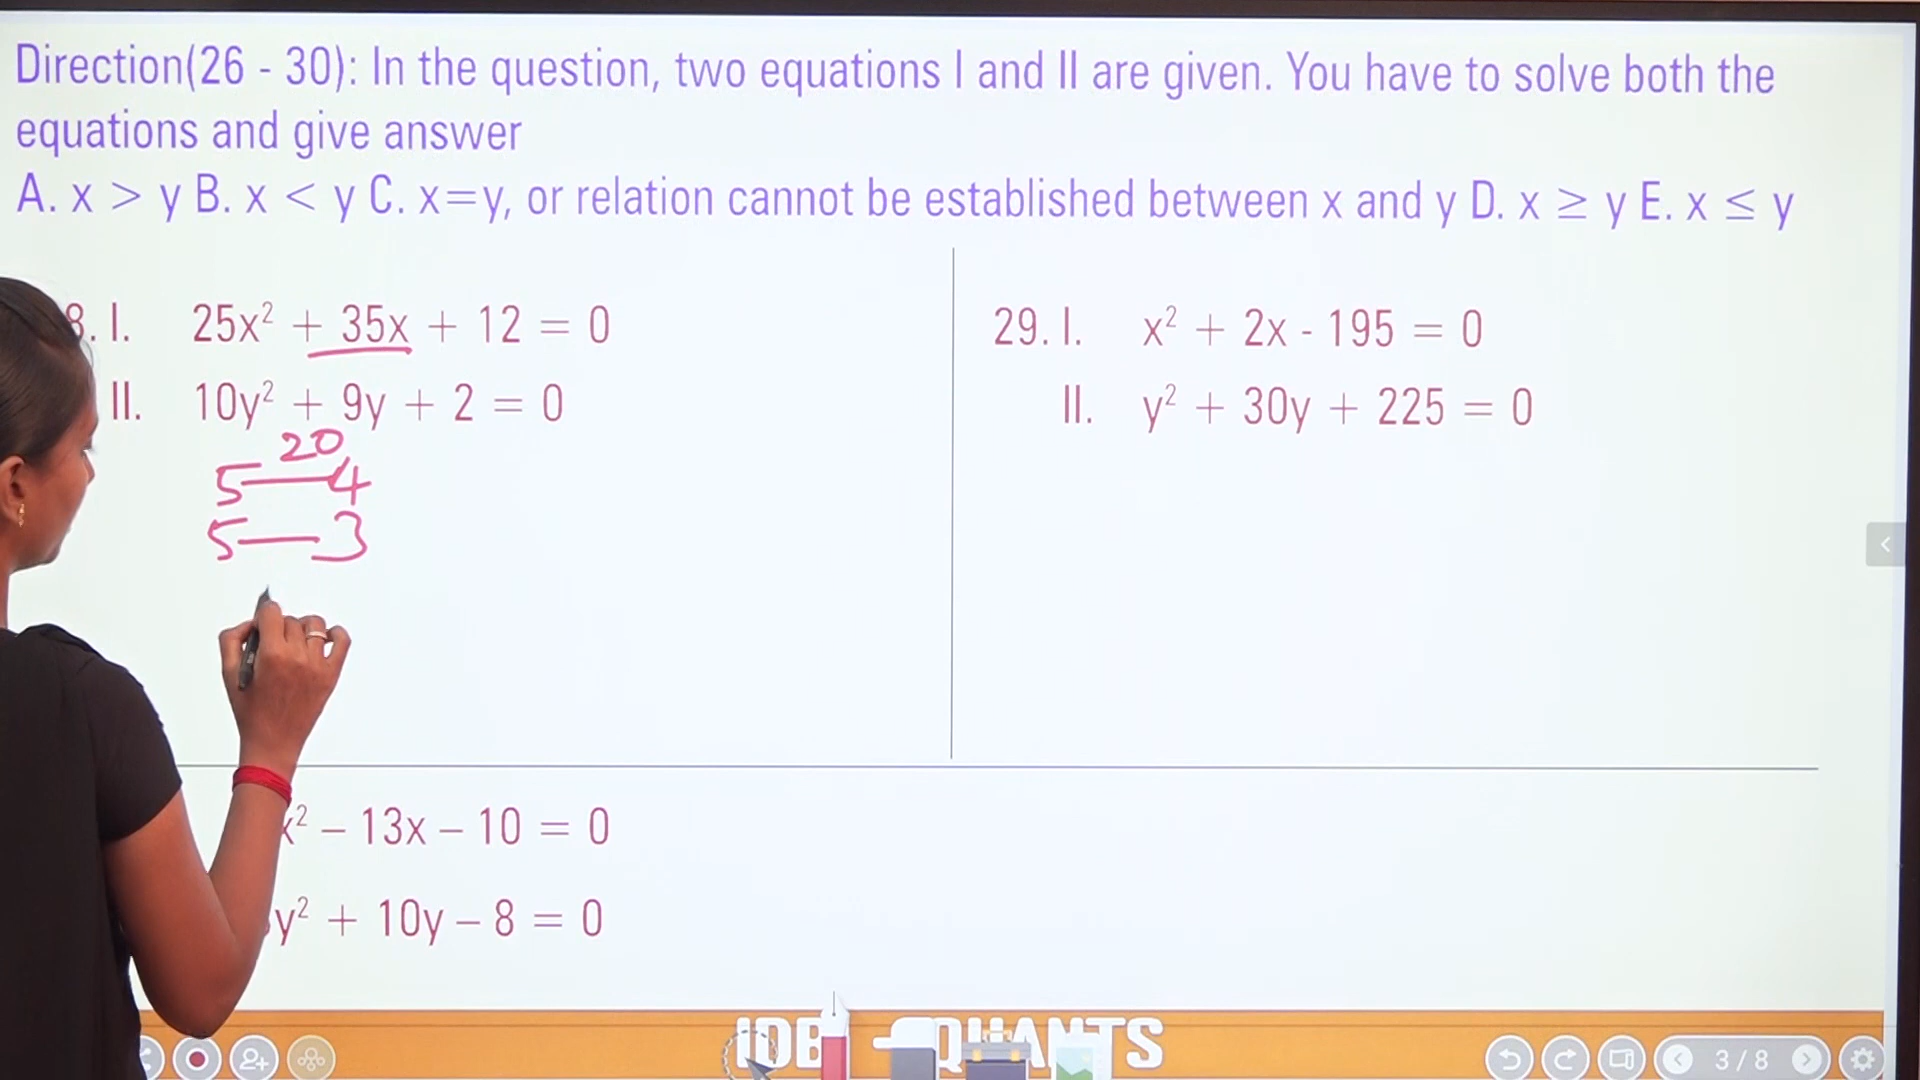 Direction(26 - 30): In the question, two equations I and II are given. You have to solve both the
equations and give answer
A. x > y B. x < y C. x=y, or relation cannot be established between x and y D. x ≥ y E. x ≤ y
8. I. 25x² + 35x + 12 = 0
II. 10y² + 9y + 2 = 0
20
5 — 4
5 — 3
29. I. x² + 2x - 195 = 0
II. y² + 30y + 225 = 0
x² – 13x – 10 = 0
y² + 10y – 8 = 0
3 / 8